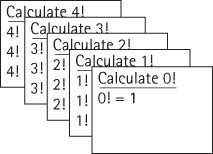 Calculate 4!
4!
4!
4!
Calculate 3!
3!
3!
3!
Calculate 2!
2!
2!
2!
Calculate 1!
1!
1!
1!
Calculate 0!
0! = 1